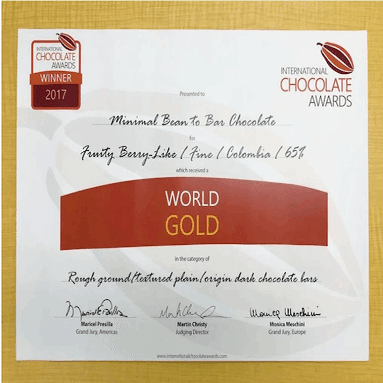 INTERNATIONAL
CHOCOLATE
AWARDS
WINNER
2017
INTERNATIONAL
CHOCOLATE
AWARDS
Presented to
Minimal Bean to Bar Chocolate
for
Fruity Berry-Like / Fine / Colombia / 65%
which received a
WORLD
GOLD
in the category of
Rough ground/textured plain/origin dark chocolate bars
Maricel Presilla
Grand Jury, Americas
Martin Christy
Judging Director
Monica Meschini
Grand Jury, Europe
www.internationalchocolateawards.com